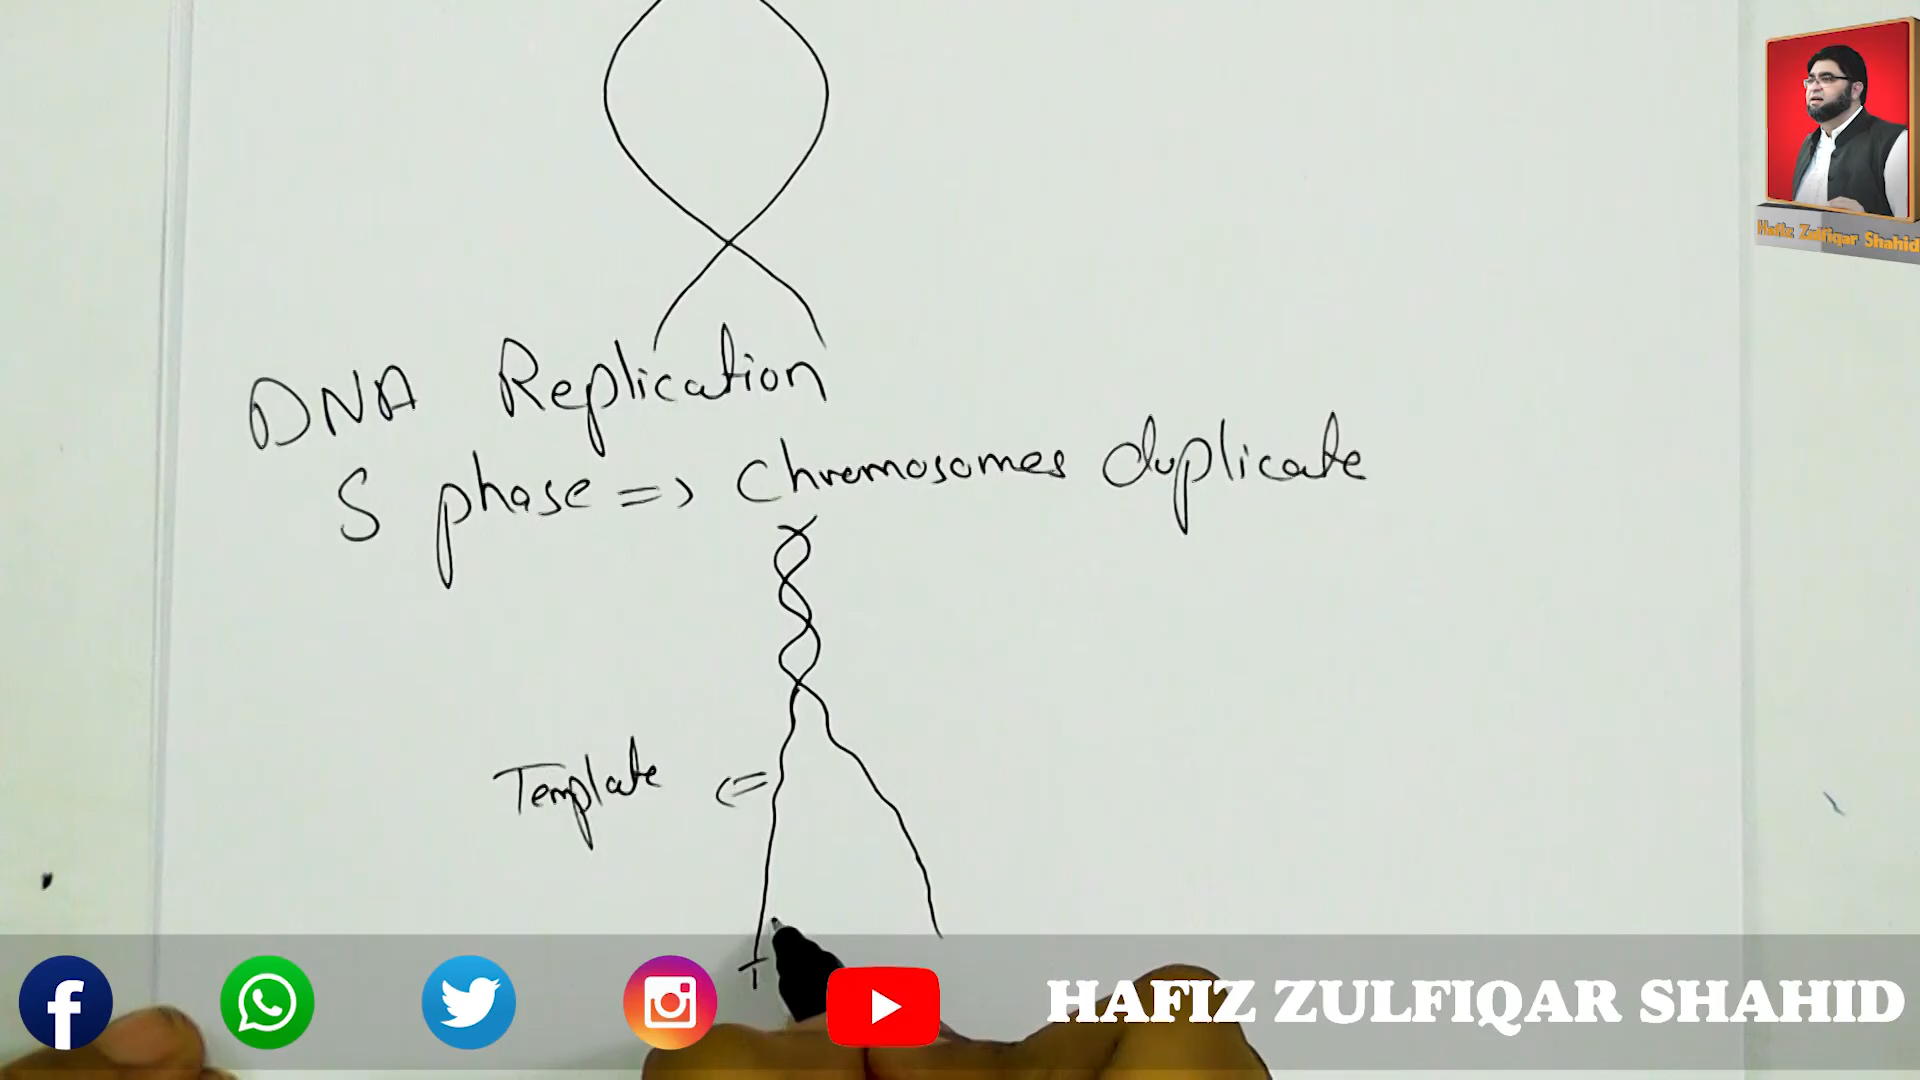 Hafiz Zulfiqar Shahid
DNA Replication
S phase => Chromosomes duplicate
Template <=
T
HAFIZ ZULFIQAR SHAHID